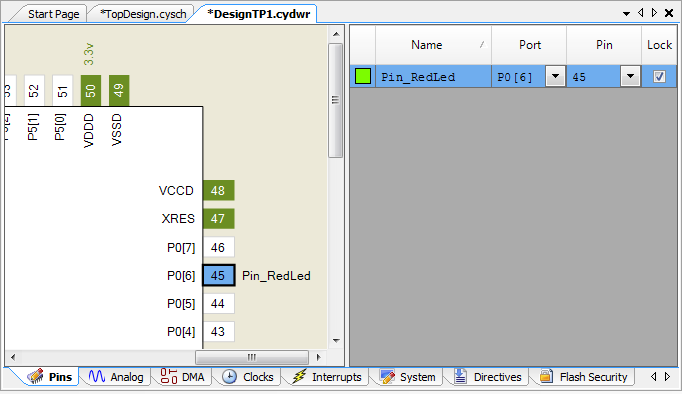 Start Page *TopDesign.cysch *DesignTP1.cydwr
Name Port Pin Lock
Pin_RedLed P0[6] 45
3.3v
52 51 50 49
P5[1] P5[0] VDDD VSSD
VCCD 48
XRES 47
P0[7] 46
P0[6] 45 Pin_RedLed
P0[5] 44
P0[4] 43
Pins Analog DMA Clocks Interrupts System Directives Flash Security